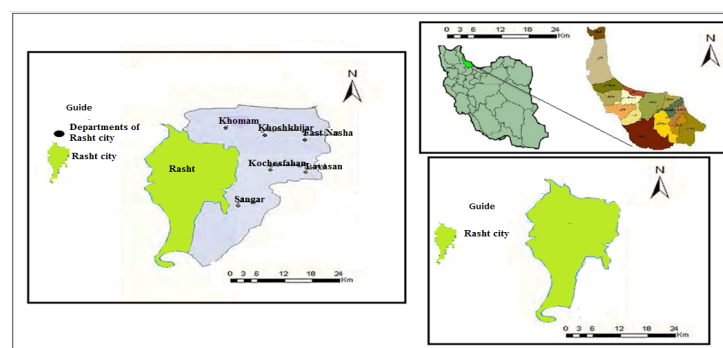 N
Guide
Departments of
Rasht city
Rasht city
Khomam
Khoshkbijar
East Nasha
Rasht
Kochesfahan
Lavasan
Sangar
0 3 6 12 18 24
Km
0 3 6 12 18 24
Km
N
N
Guide
Rasht city
0 3 6 12 18 24
Km